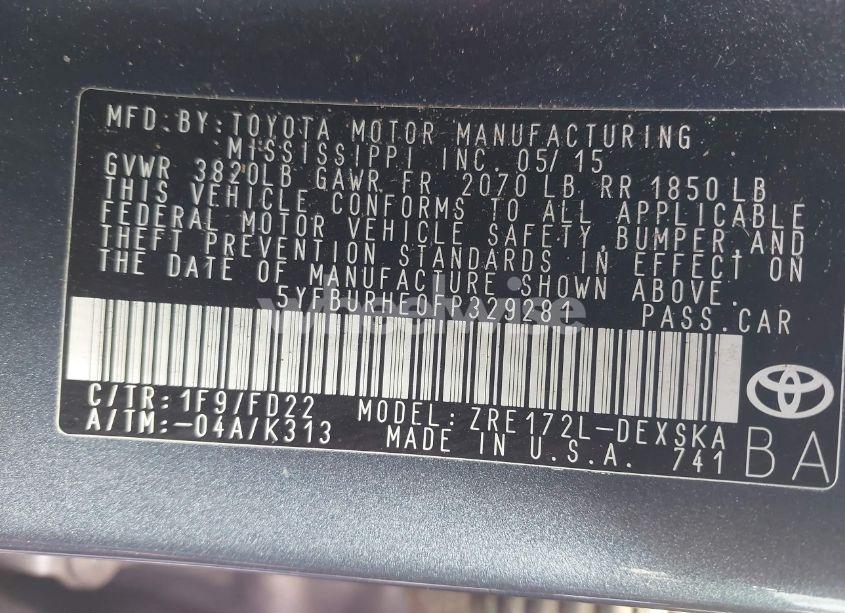 MFD.BY:TOYOTA MOTOR MANUFACTURING
MISSISSIPPI INC. 05/15
GVWR 3820LB GAWR FR 2070 LB RR 1850LB
THIS VEHICLE CONFORMS TO ALL APPLICABLE
FEDERAL MOTOR VEHICLE SAFETY, BUMPER, AND
THEFT PREVENTION STANDARDS IN EFFECT ON
THE DATE OF MANUFACTURE SHOWN ABOVE.
5YFBURHE0FP329281 PASS.CAR
wheelwise
C/TR: 1F9/FD22 MODEL: ZRE172L-DEXSKA
A/TM:-04A/K313 MADE IN U.S.A. 741
BA